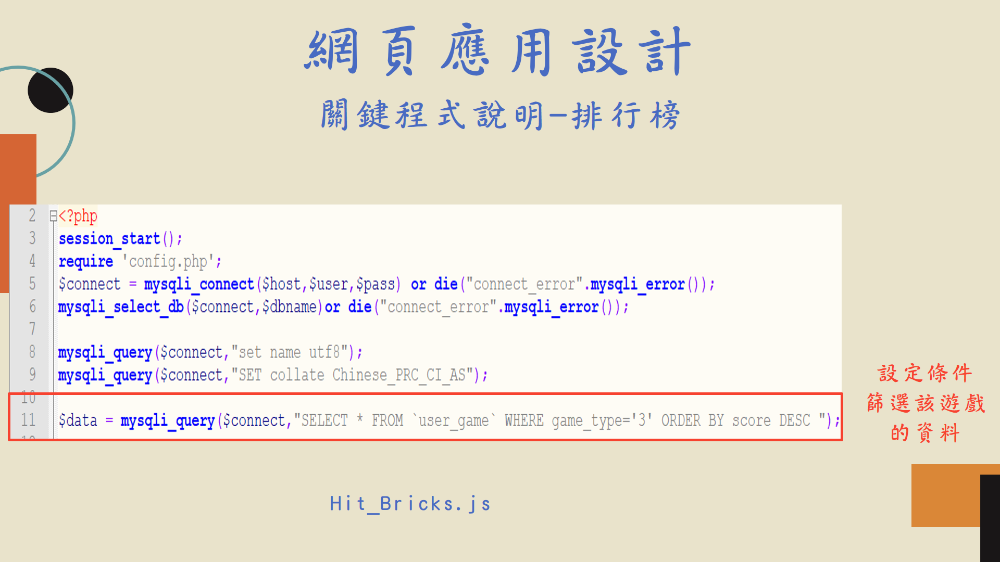 網頁應用設計
關鍵程式說明-排行榜
2 <?php
3 session_start();
4 require 'config.php';
5 $connect = mysqli_connect($host,$user,$pass) or die("connect_error".mysqli_error());
6 mysqli_select_db($connect,$dbname)or die("connect_error".mysqli_error());
7
8 mysqli_query($connect,"set name utf8");
9 mysqli_query($connect,"SET collate Chinese_PRC_CI_AS");
10
11 $data = mysqli_query($connect,"SELECT * FROM `user_game` WHERE game_type='3' ORDER BY score DESC ");
設定條件
篩選該遊戲
的資料
Hit_Bricks.js